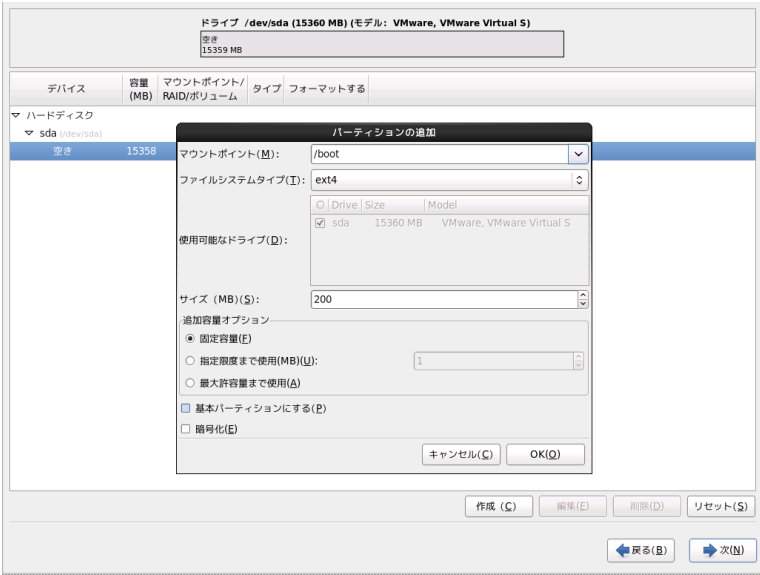 ドライブ /dev/sda (15360 MB) (モデル: VMware, VMware Virtual S)
空き
15359 MB
デバイス
容量
(MB)
マウントポイント/
RAID/ボリューム
タイプ
フォーマットする
ハードディスク
sda (/dev/sda)
空き 15358
パーティションの追加
マウントポイント(M): /boot
ファイルシステムタイプ(T): ext4
使用可能なドライブ(D):
Drive Size Model
sda 15360 MB VMware, VMware Virtual S
サイズ (MB)(S): 200
追加容量オプション
固定容量(F)
指定限度まで使用(MB)(U): 1
最大許容量まで使用(A)
基本パーティションにする(P)
暗号化(E)
キャンセル(C) OK(O)
作成 (C) 編集(E) 削除(D) リセット(S)
戻る(B) 次(N)